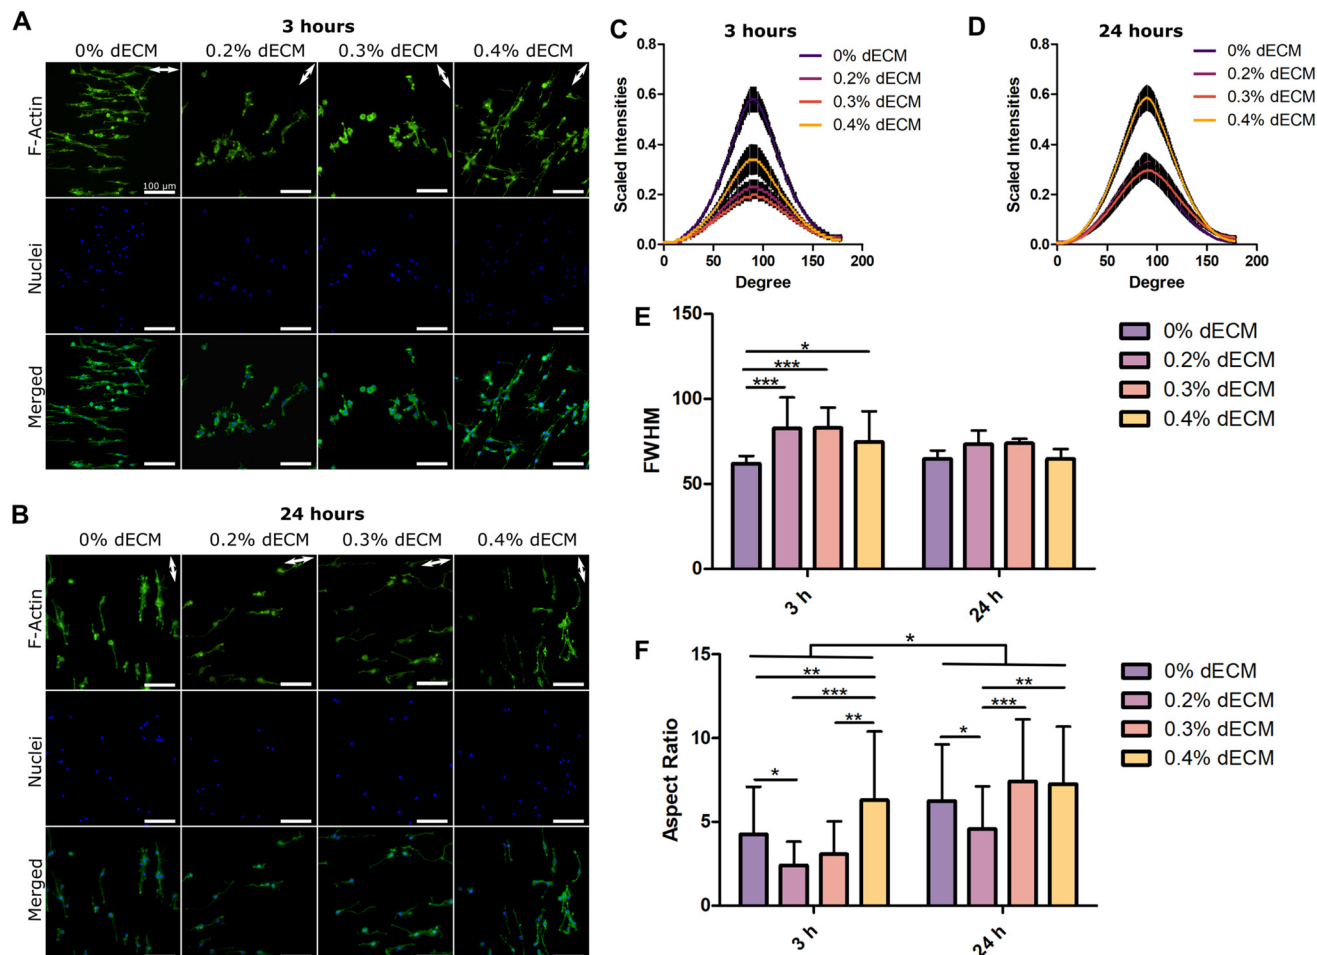 A
3 hours
0% dECM 0.2% dECM 0.3% dECM 0.4% dECM
F-Actin
100 μm
Nuclei
Merged
B
24 hours
0% dECM 0.2% dECM 0.3% dECM 0.4% dECM
F-Actin
Nuclei
Merged
C
3 hours
0.8
0.6
0.4
0.2
0.0
Scaled Intensities
0 50 100 150 200
Degree
0% dECM
0.2% dECM
0.3% dECM
0.4% dECM
D
24 hours
0.8
0.6
0.4
0.2
0.0
Scaled Intensities
0 50 100 150 200
Degree
0% dECM
0.2% dECM
0.3% dECM
0.4% dECM
E
150
100
50
0
FWHM
*
***
***
3 h 24 h
0% dECM
0.2% dECM
0.3% dECM
0.4% dECM
F
15
10
5
0
Aspect Ratio
*
**
***
**
*
**
***
*
3 h 24 h
0% dECM
0.2% dECM
0.3% dECM
0.4% dECM